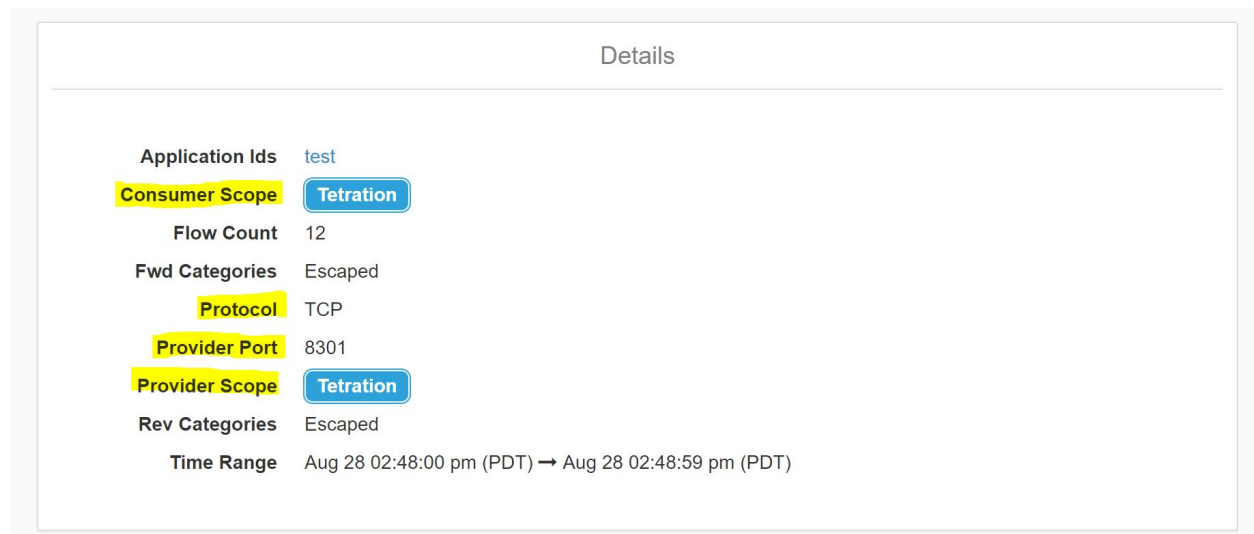 Details
Application Ids test
Consumer Scope Tetration
Flow Count 12
Fwd Categories Escaped
Protocol TCP
Provider Port 8301
Provider Scope Tetration
Rev Categories Escaped
Time Range Aug 28 02:48:00 pm (PDT) → Aug 28 02:48:59 pm (PDT)